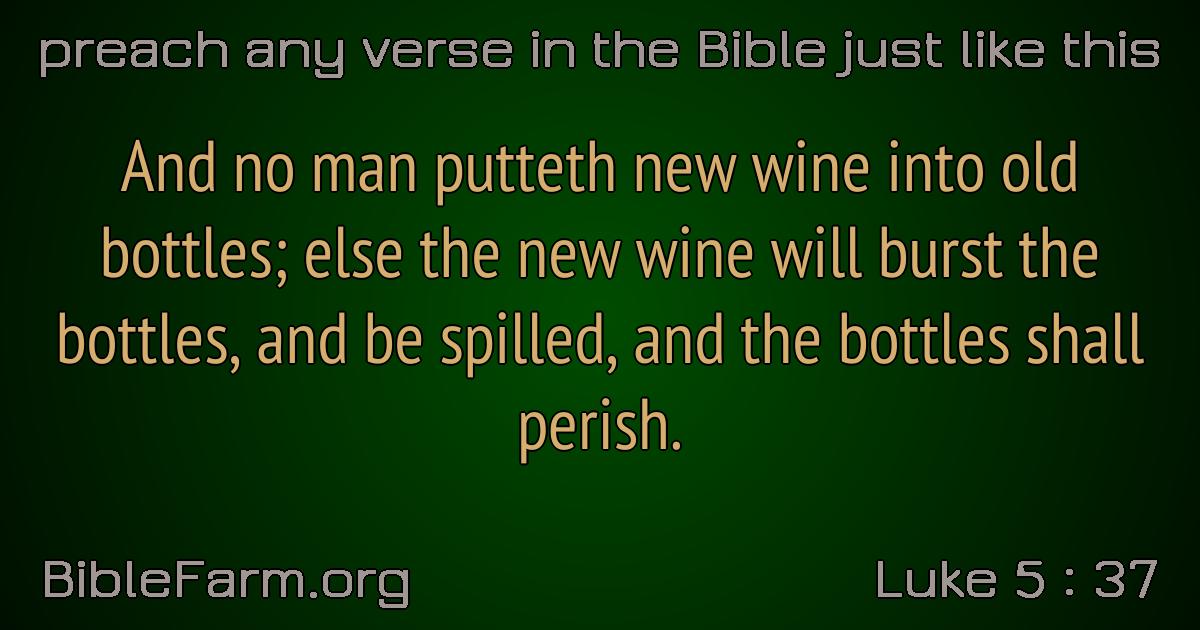 preach any verse in the Bible just like this
And no man putteth new wine into old
bottles; else the new wine will burst the
bottles, and be spilled, and the bottles shall
perish.
BibleFarm.org
Luke 5 : 37